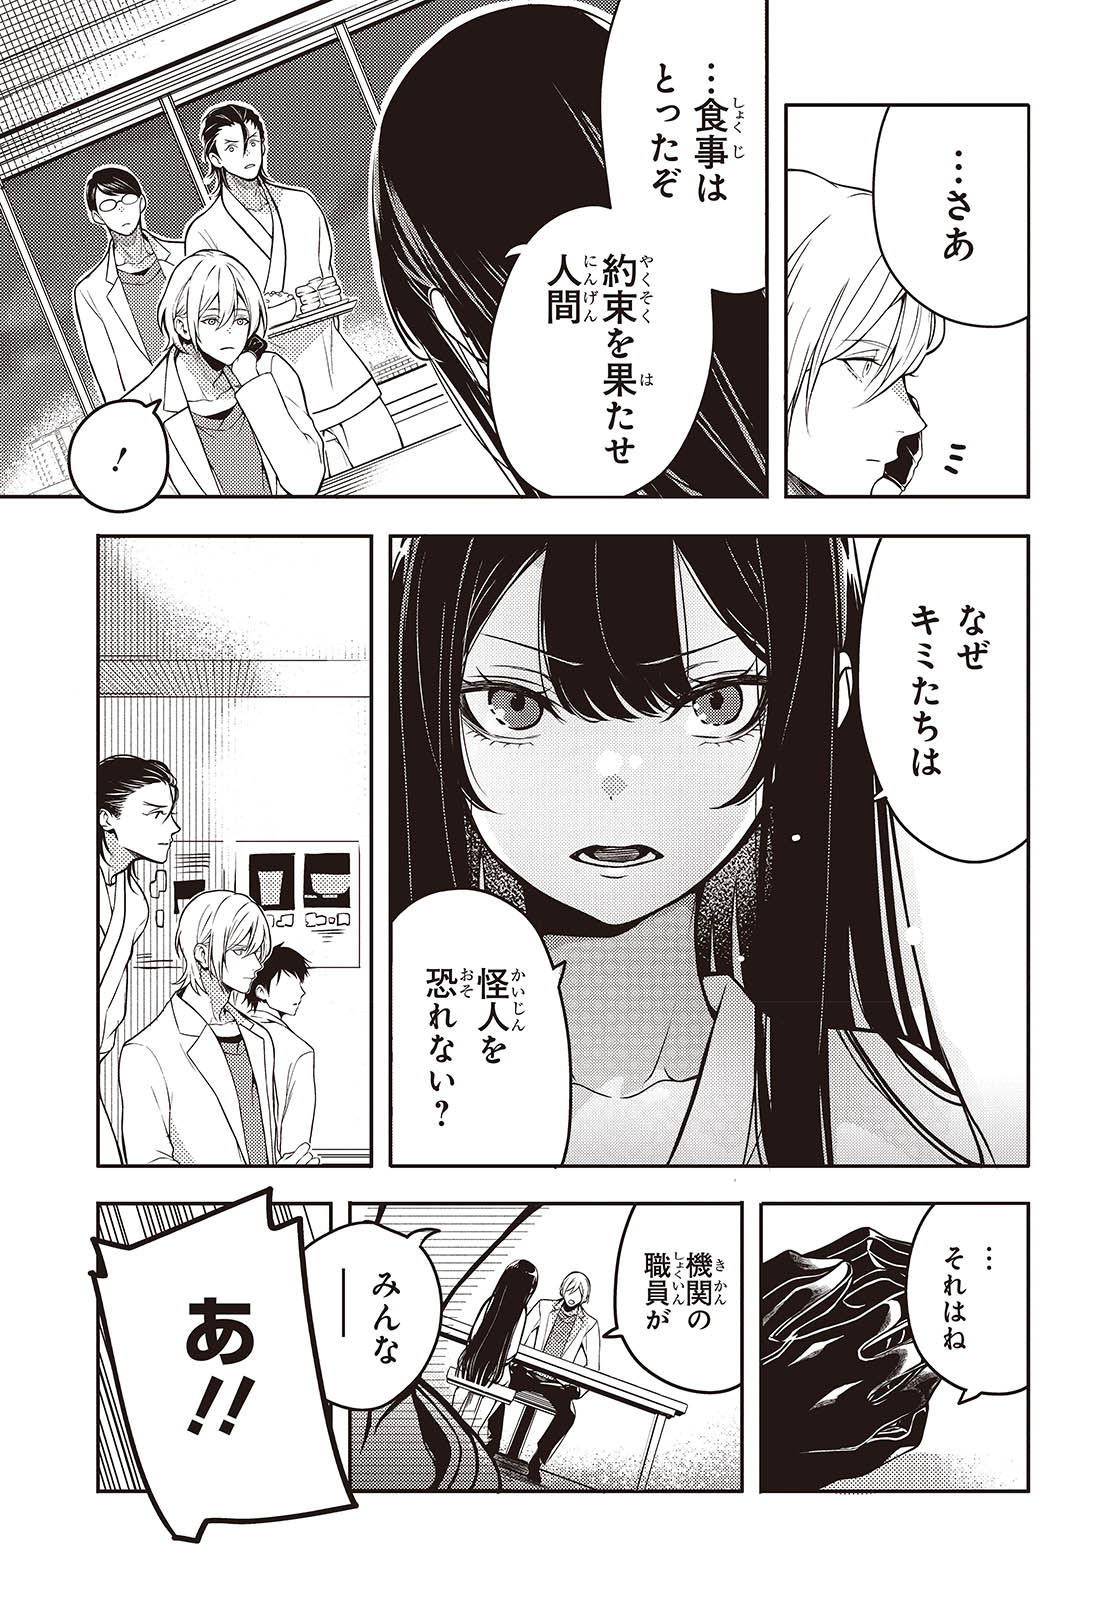 …さあ
…食事は
とったぞ
約束を果たせ
人間
！
なぜ
キミたちは
怪人を
恐れない？
…
それはね
機関の
職員が
みんな
――
あ!!